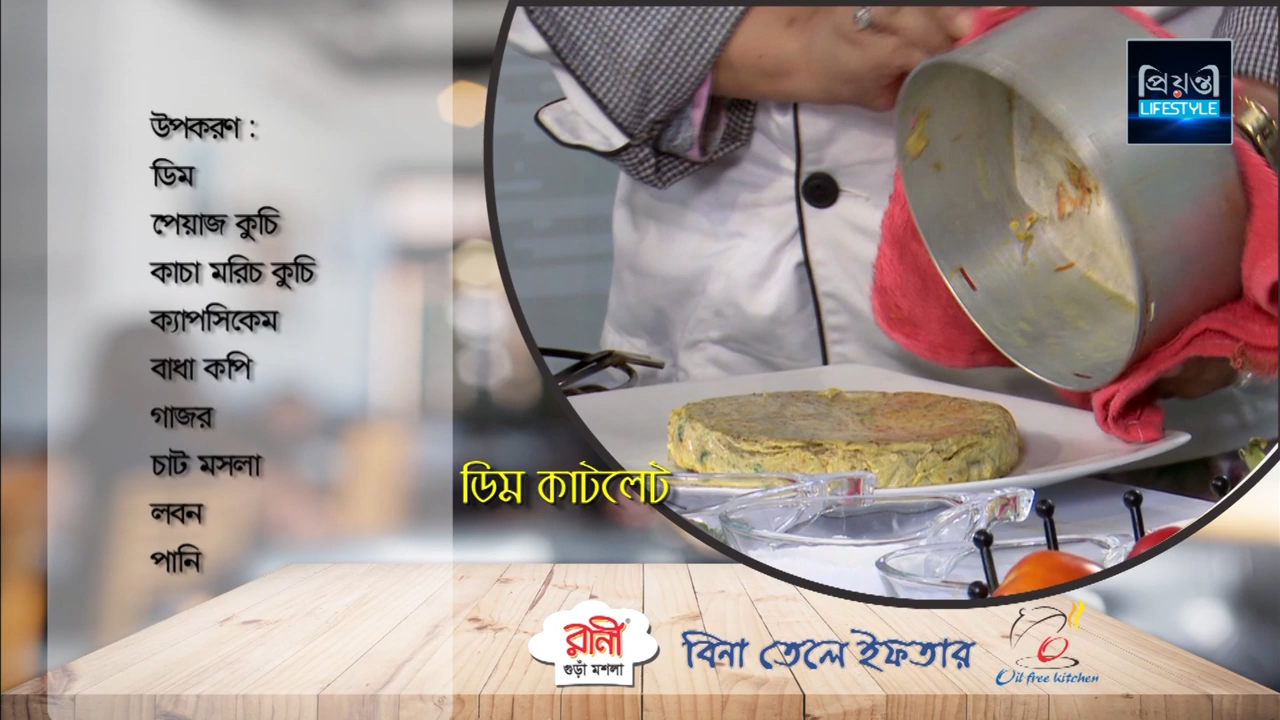 প্রিয়ন্তী
LIFESTYLE
উপকরণ :
ডিম
পেয়াজ কুচি
কাচা মরিচ কুচি
ক্যাপসিকেম
বাধা কপি
গাজর
চাট মসলা
লবন
পানি
ডিম কাটলেট
রানী
গুড়াঁ মশলা
বিনা তেলে ইফতার
Oil free kitchen